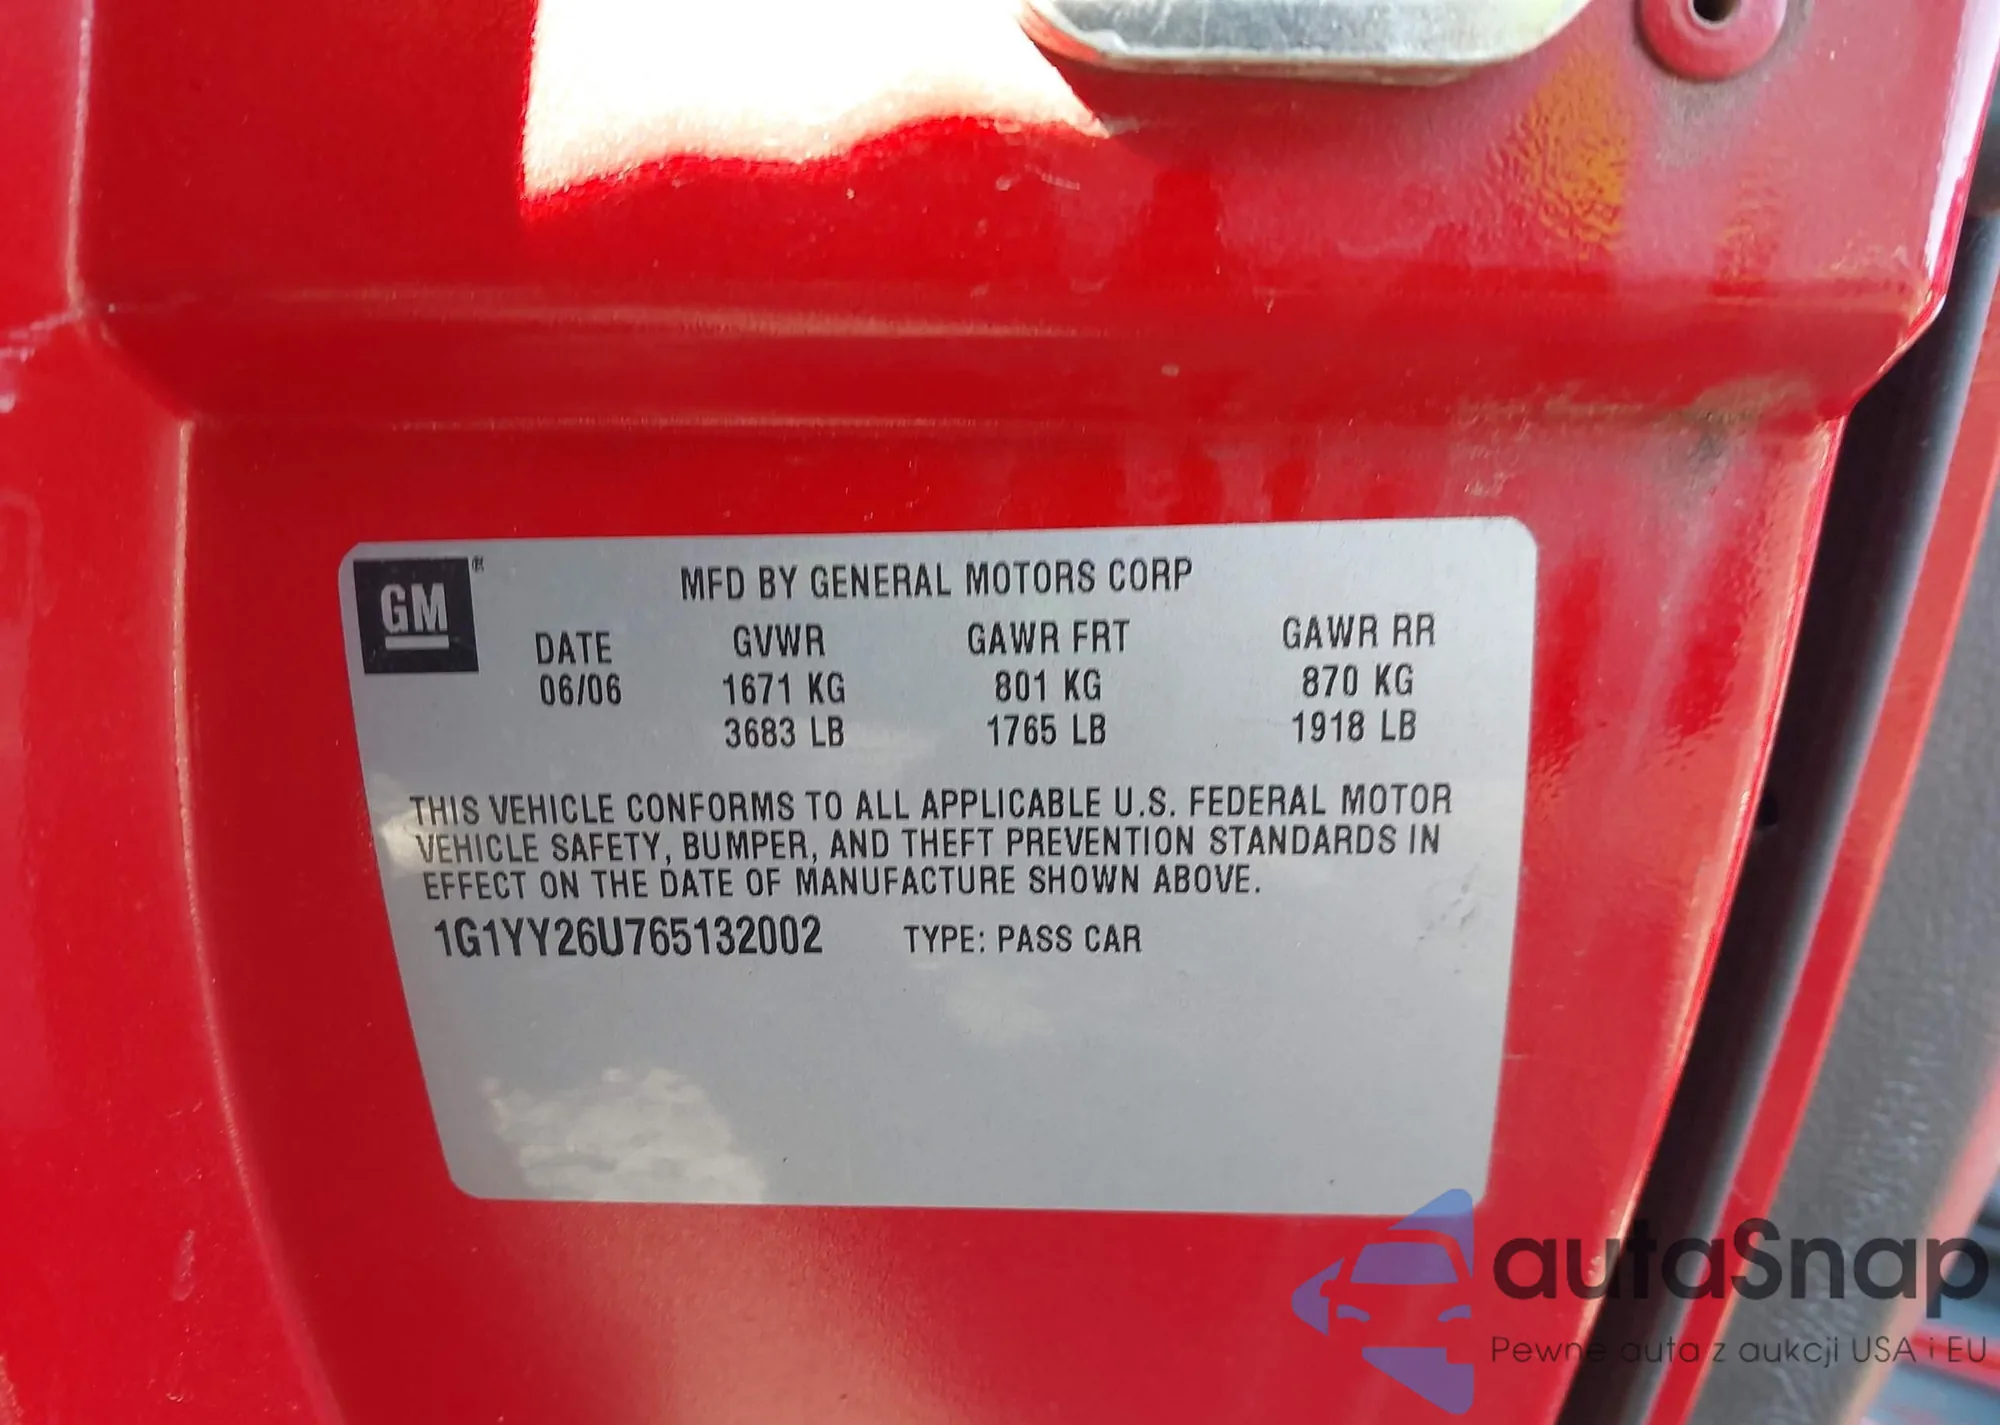 GM®
MFD BY GENERAL MOTORS CORP
DATE GVWR GAWR FRT GAWR RR
06/06 1671 KG 801 KG 870 KG
3683 LB 1765 LB 1918 LB
THIS VEHICLE CONFORMS TO ALL APPLICABLE U.S. FEDERAL MOTOR
VEHICLE SAFETY, BUMPER, AND THEFT PREVENTION STANDARDS IN
EFFECT ON THE DATE OF MANUFACTURE SHOWN ABOVE.
1G1YY26U765132002 TYPE: PASS CAR
autaSnap
Pewne auta z aukcji USA i EU